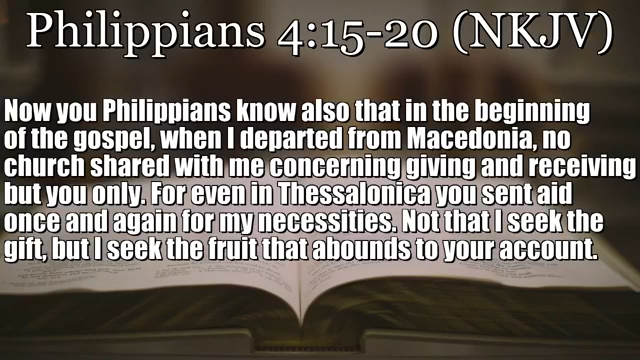 Philippians 4:15-20 (NKJV)
Now you Philippians know also that in the beginning
of the gospel, when I departed from Macedonia, no
church shared with me concerning giving and receiving
but you only. For even in Thessalonica you sent aid
once and again for my necessities. Not that I seek the
gift, but I seek the fruit that abounds to your account.